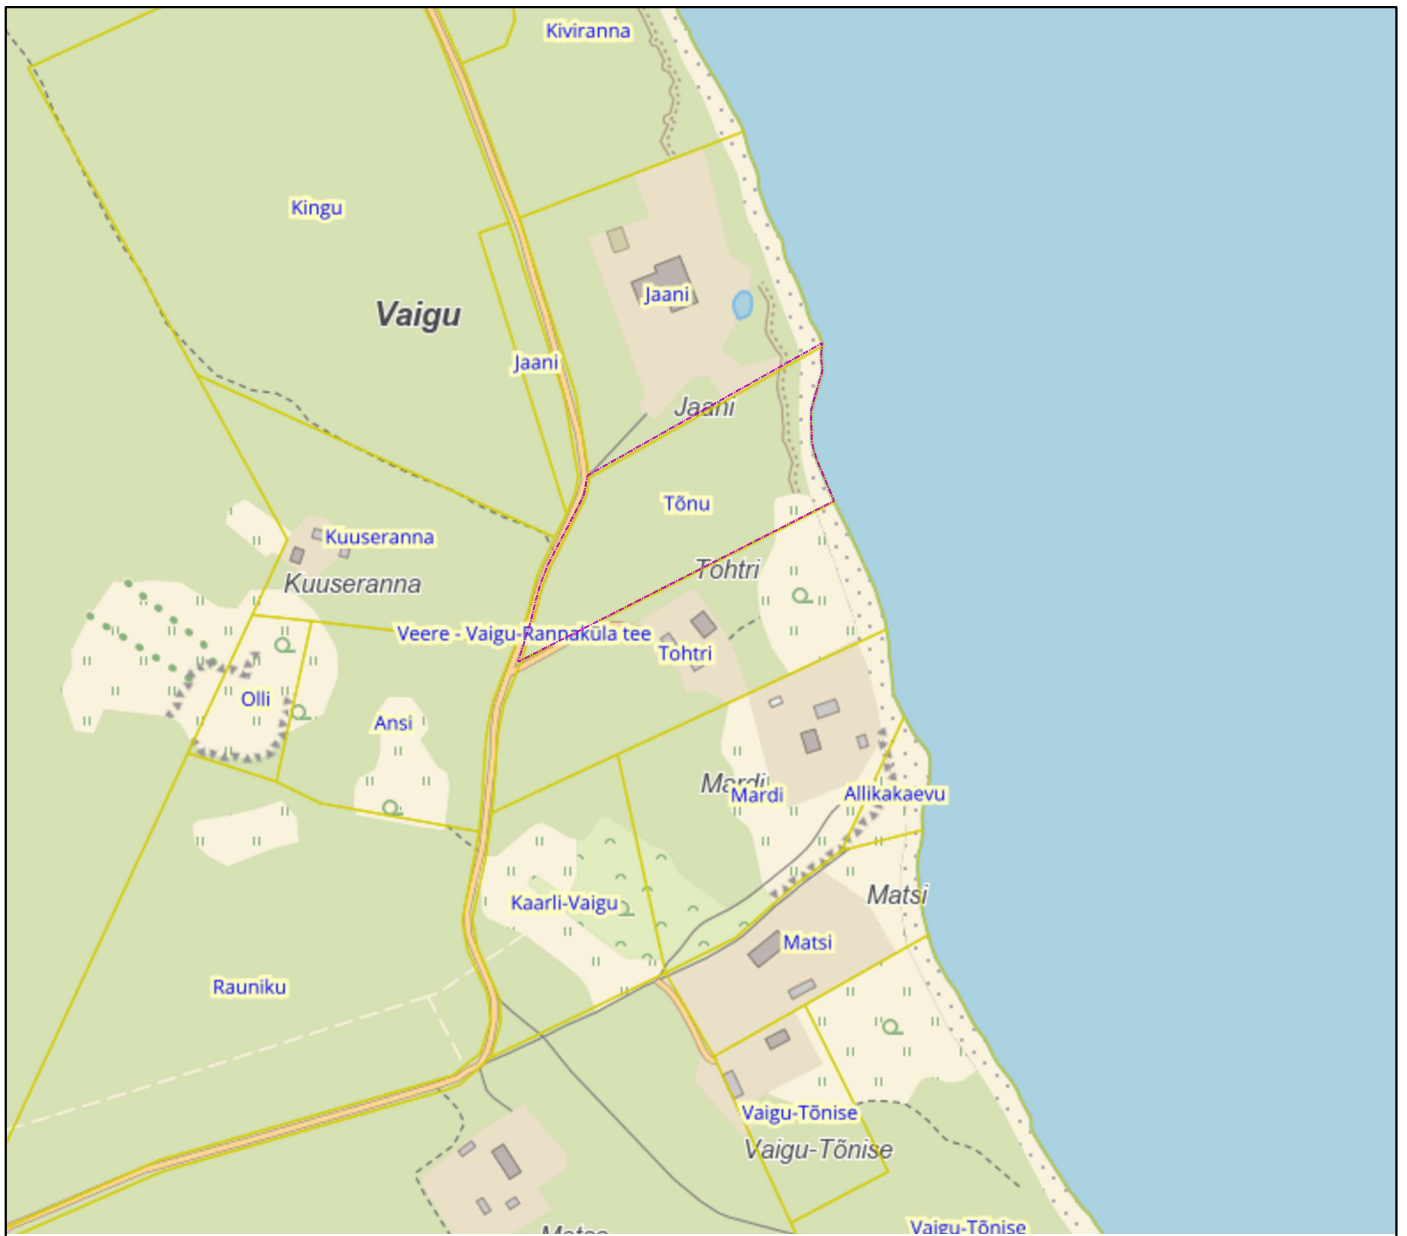 Kiviranna
Kingu
Jaani
Vaigu
Jaani
Jaani
Tõnu
Kuuseranna
Tohtri
Kuuseranna
Veere - Vaigu-Rannaküla tee
Tohtri
Olli
Ansi
Mardi
Mardi
Allikakaevu
Matsi
Kaarli-Vaigu
Matsi
Rauniku
Vaigu-Tõnise
Vaigu-Tõnise
Vaigu-Tõnise